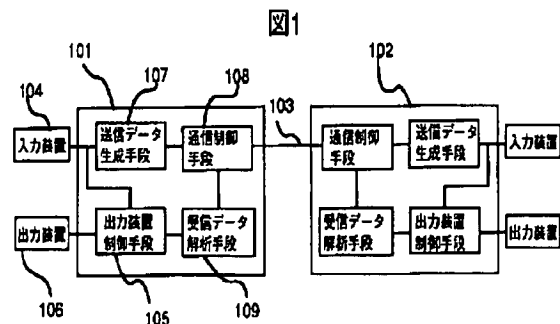 図1
101
102
104
107
108
103
入力装置
送信データ
生成手段
通信制御
手段
通信制御
手段
送信データ
生成手段
入力装置
出力装置
出力装置
制御手段
受信データ
解析手段
受信データ
解析手段
出力装置
制御手段
出力装置
106
105
109